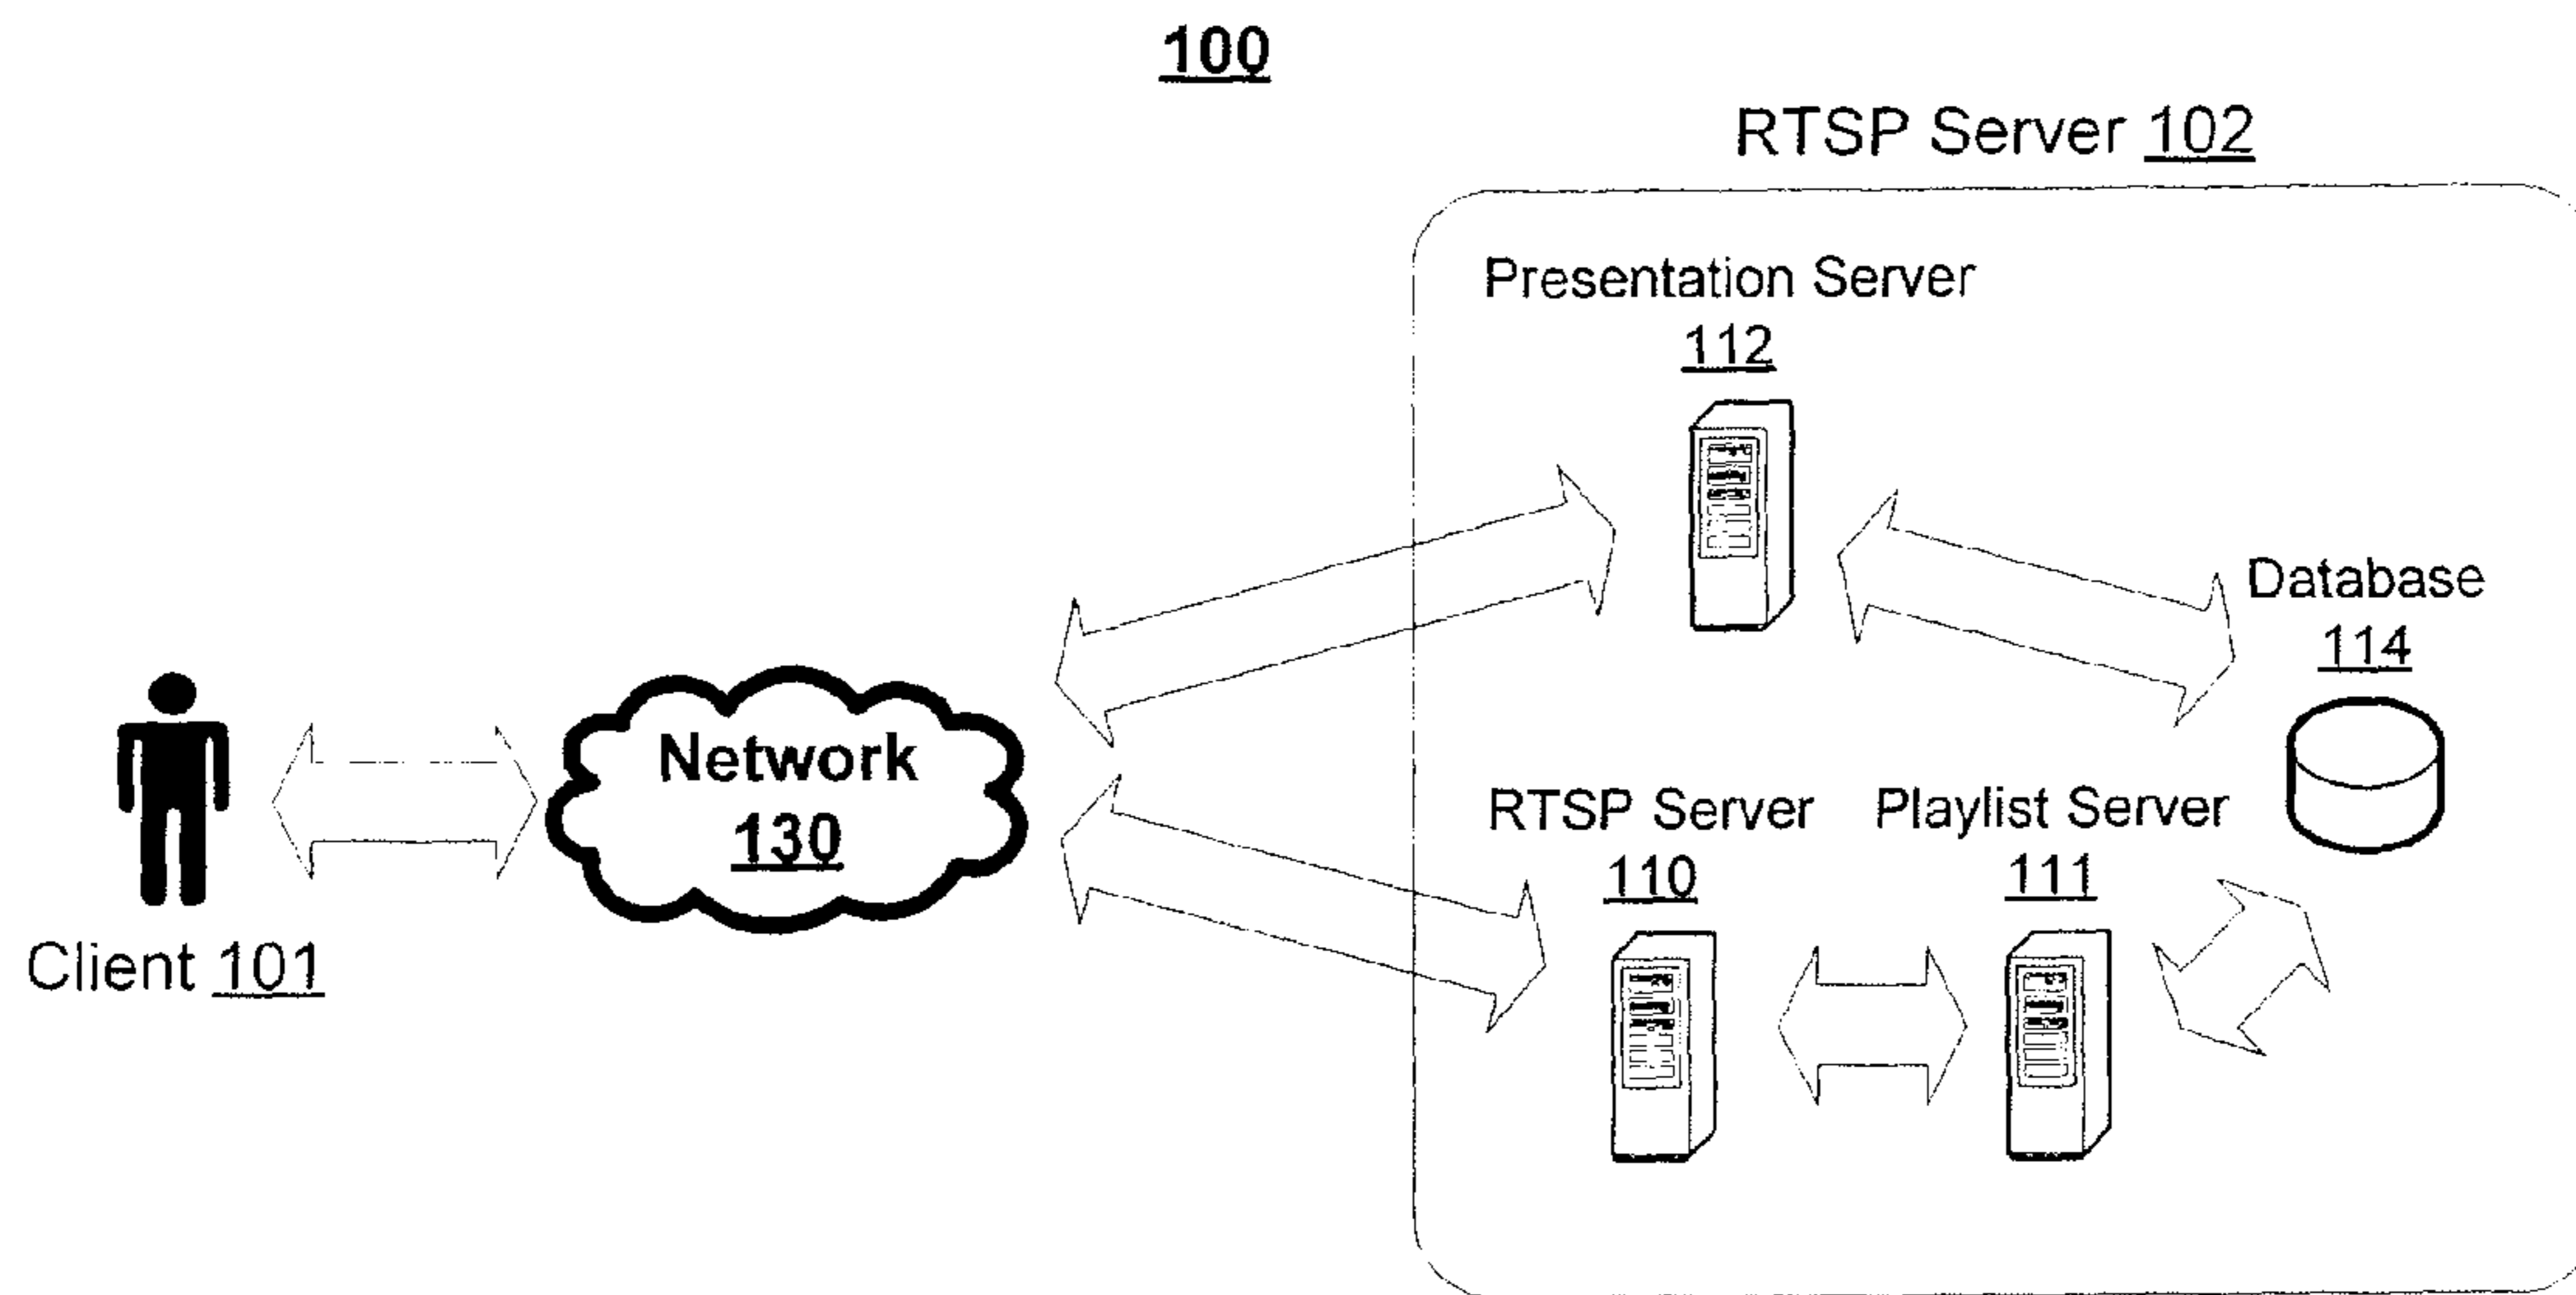 100
RTSP Server 102
Presentation Server
112
Database
114
Network
130
RTSP Server
110
Playlist Server
111
Client 101